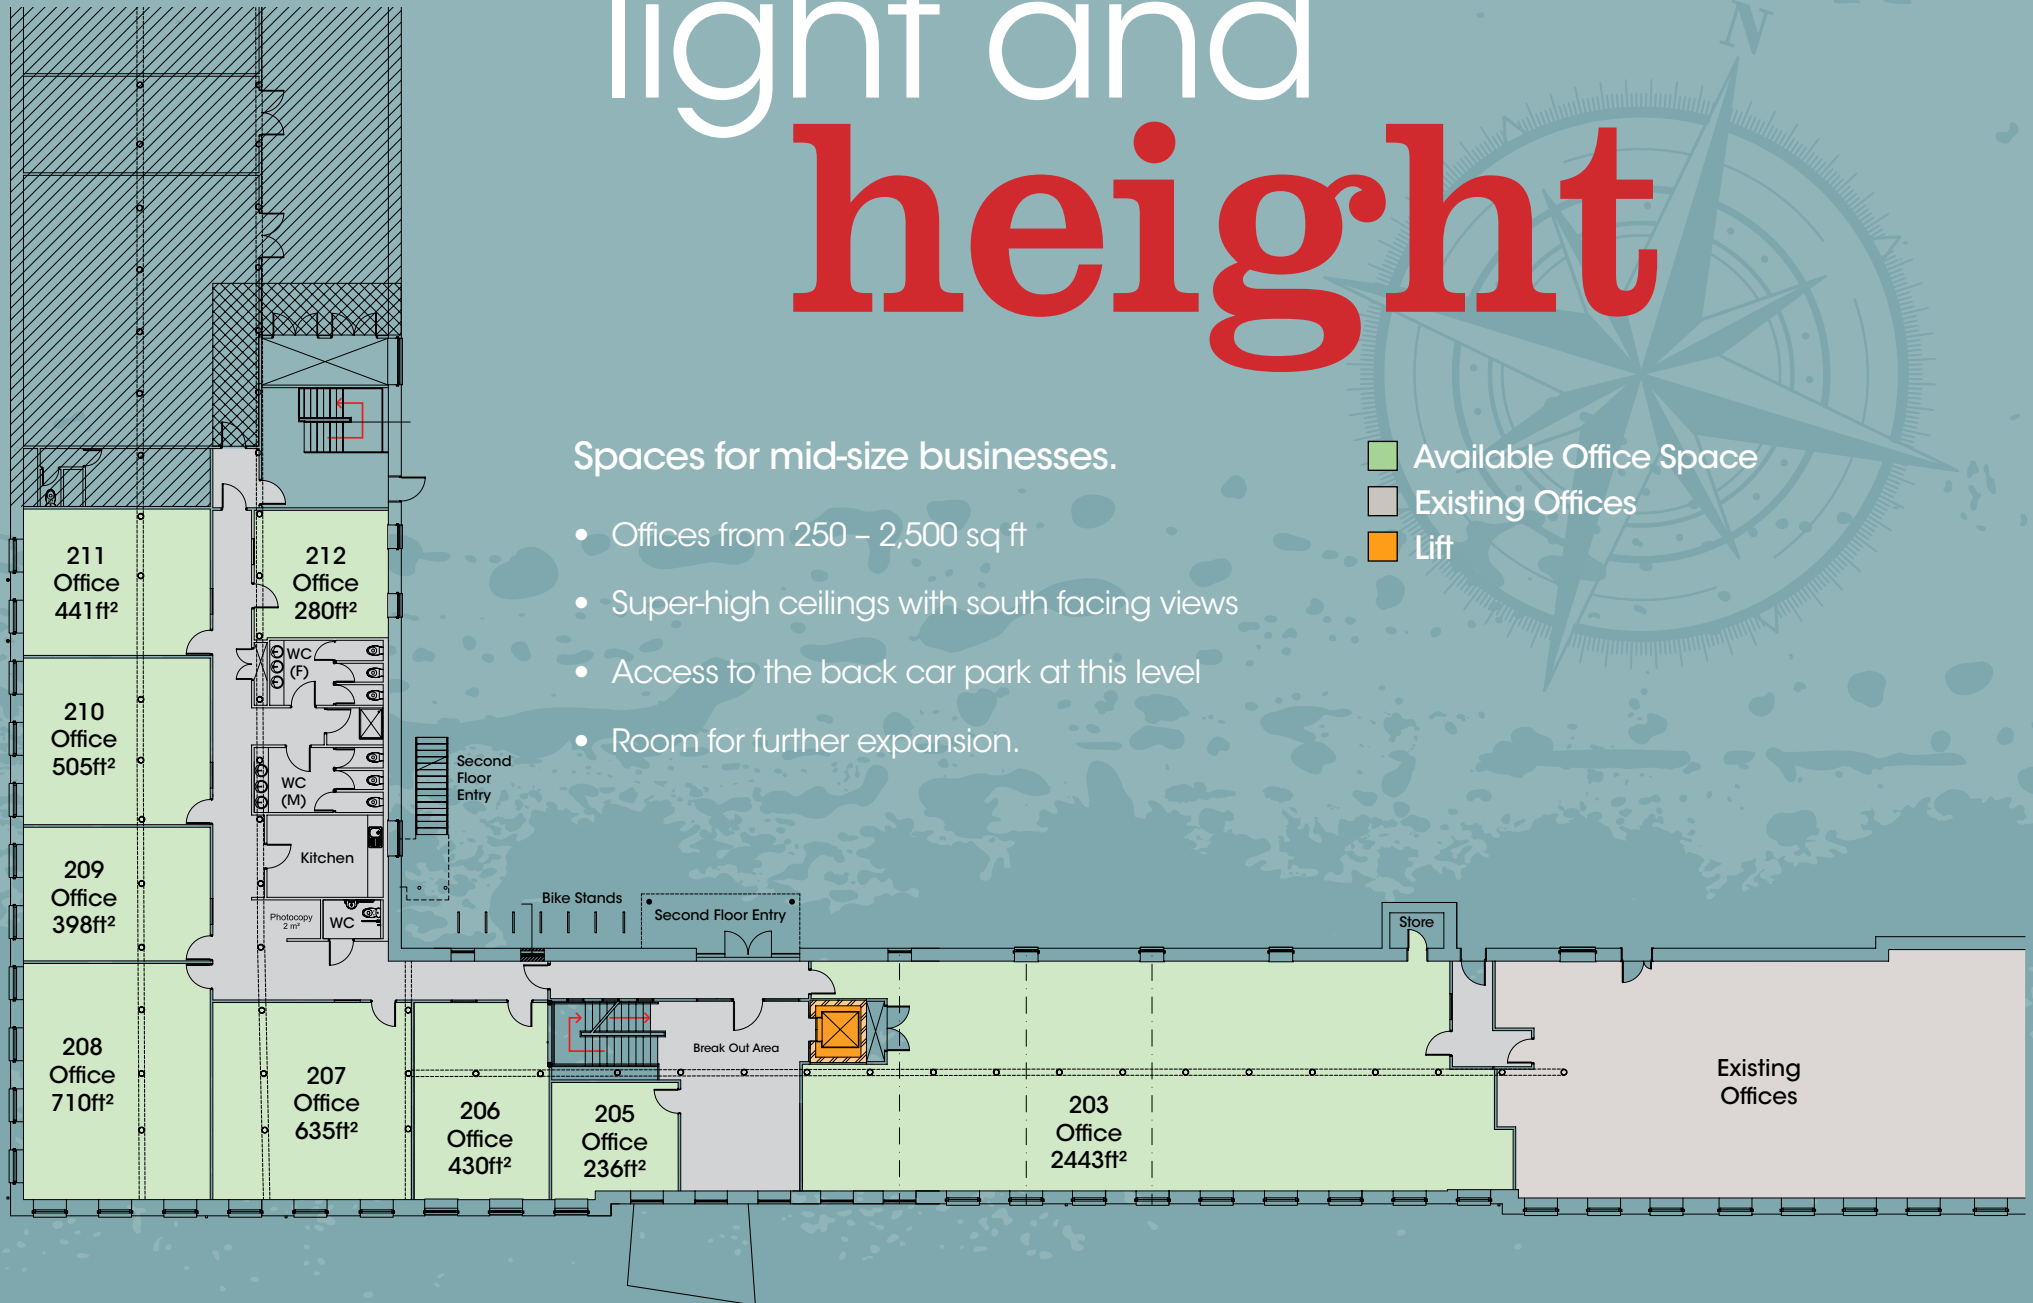 light and
height
N
Spaces for mid-size businesses.
• Offices from 250 – 2,500 sq ft
• Super-high ceilings with south facing views
• Access to the back car park at this level
• Room for further expansion.
Available Office Space
Existing Offices
Lift
211
Office
441ft²
212
Office
280ft²
WC
(F)
210
Office
505ft²
WC
(M)
Second
Floor
Entry
Kitchen
209
Office
398ft²
Photocopy
2 m²
WC
Bike Stands
Second Floor Entry
Store
208
Office
710ft²
207
Office
635ft²
206
Office
430ft²
205
Office
236ft²
Break Out Area
203
Office
2443ft²
Existing
Offices